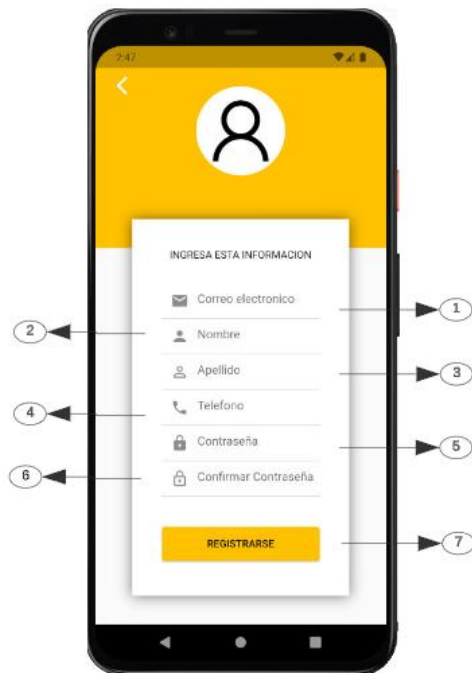 2:47
INGRESA ESTA INFORMACION
Correo electronico
1
2
Nombre
Apellido
3
4
Telefono
Contraseña
5
6
Confirmar Contraseña
REGISTRARSE
7